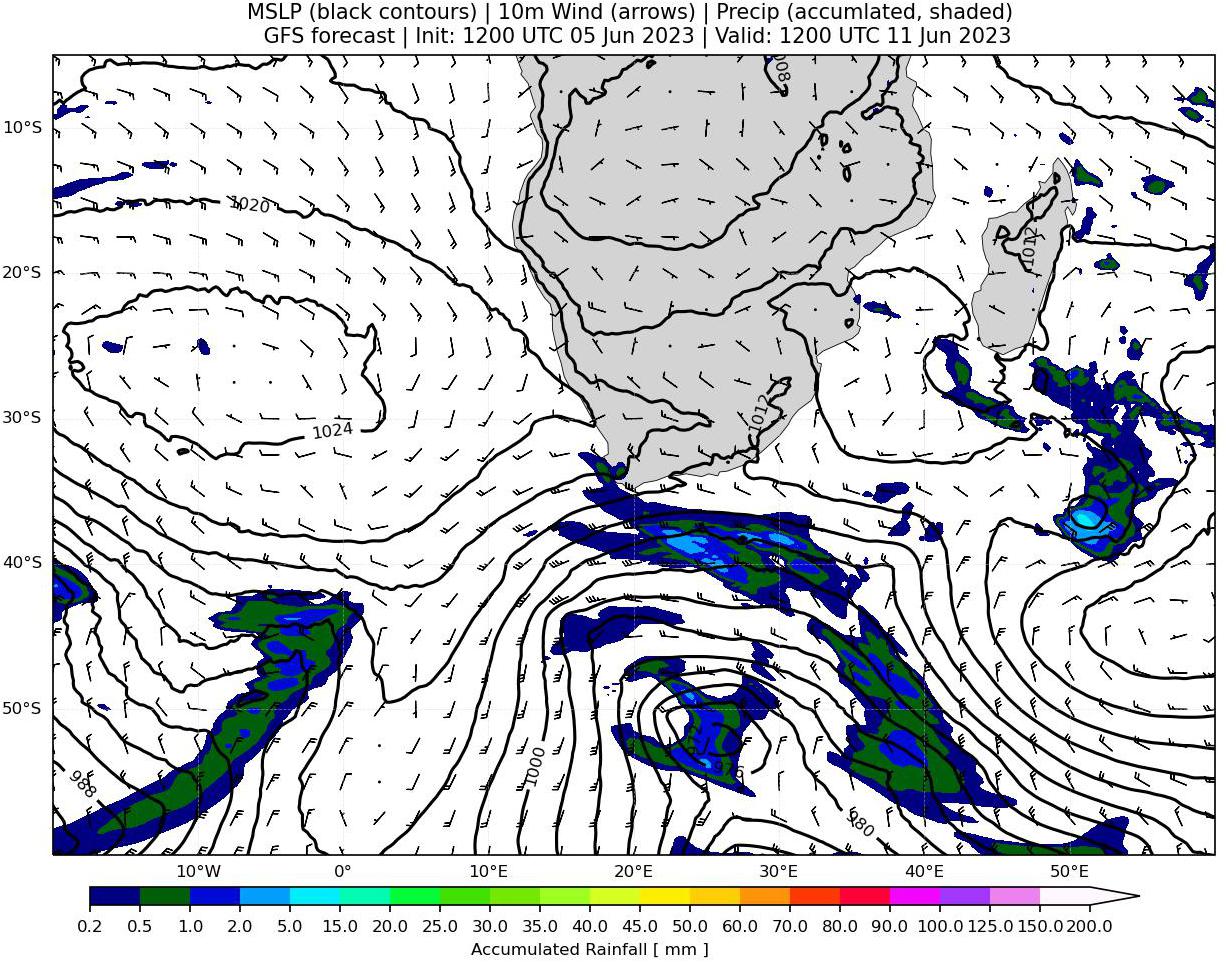 MSLP (black contours) | 10m Wind (arrows) | Precip (accumlated, shaded)
GFS forecast | Init: 1200 UTC 05 Jun 2023 | Valid: 1200 UTC 11 Jun 2023
10°S
20°S
30°S
40°S
50°S
1020
1024
1012
1012
988
1000
976
980
10°W 0° 10°E 20°E 30°E 40°E 50°E
0.2 0.5 1.0 2.0 5.0 10.0 15.0 20.0 25.0 30.0 35.0 40.0 45.0 50.0 60.0 70.0 80.0 90.0 100.0 125.0 150.0 200.0
Accumulated Rainfall [ mm ]